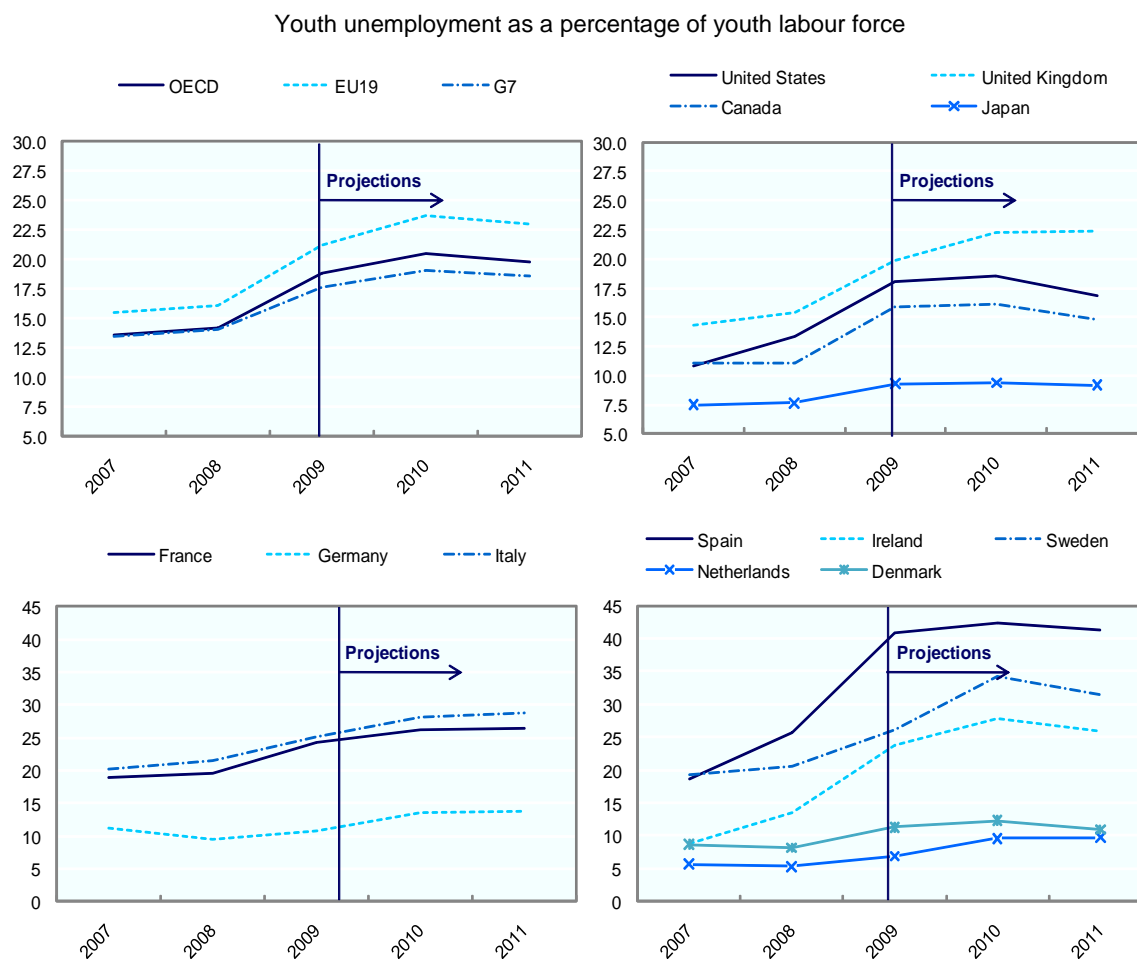 Youth unemployment as a percentage of youth labour force
OECD EU19 G7
30.0
27.5
25.0
22.5
20.0
17.5
15.0
12.5
10.0
7.5
5.0
Projections
2007 2008 2009 2010 2011
United States United Kingdom
Canada Japan
30.0
27.5
25.0
22.5
20.0
17.5
15.0
12.5
10.0
7.5
5.0
Projections
2007 2008 2009 2010 2011
France Germany Italy
45
40
35
30
25
20
15
10
5
0
Projections
2007 2008 2009 2010 2011
Spain Ireland Sweden
Netherlands Denmark
45
40
35
30
25
20
15
10
5
0
Projections
2007 2008 2009 2010 2011